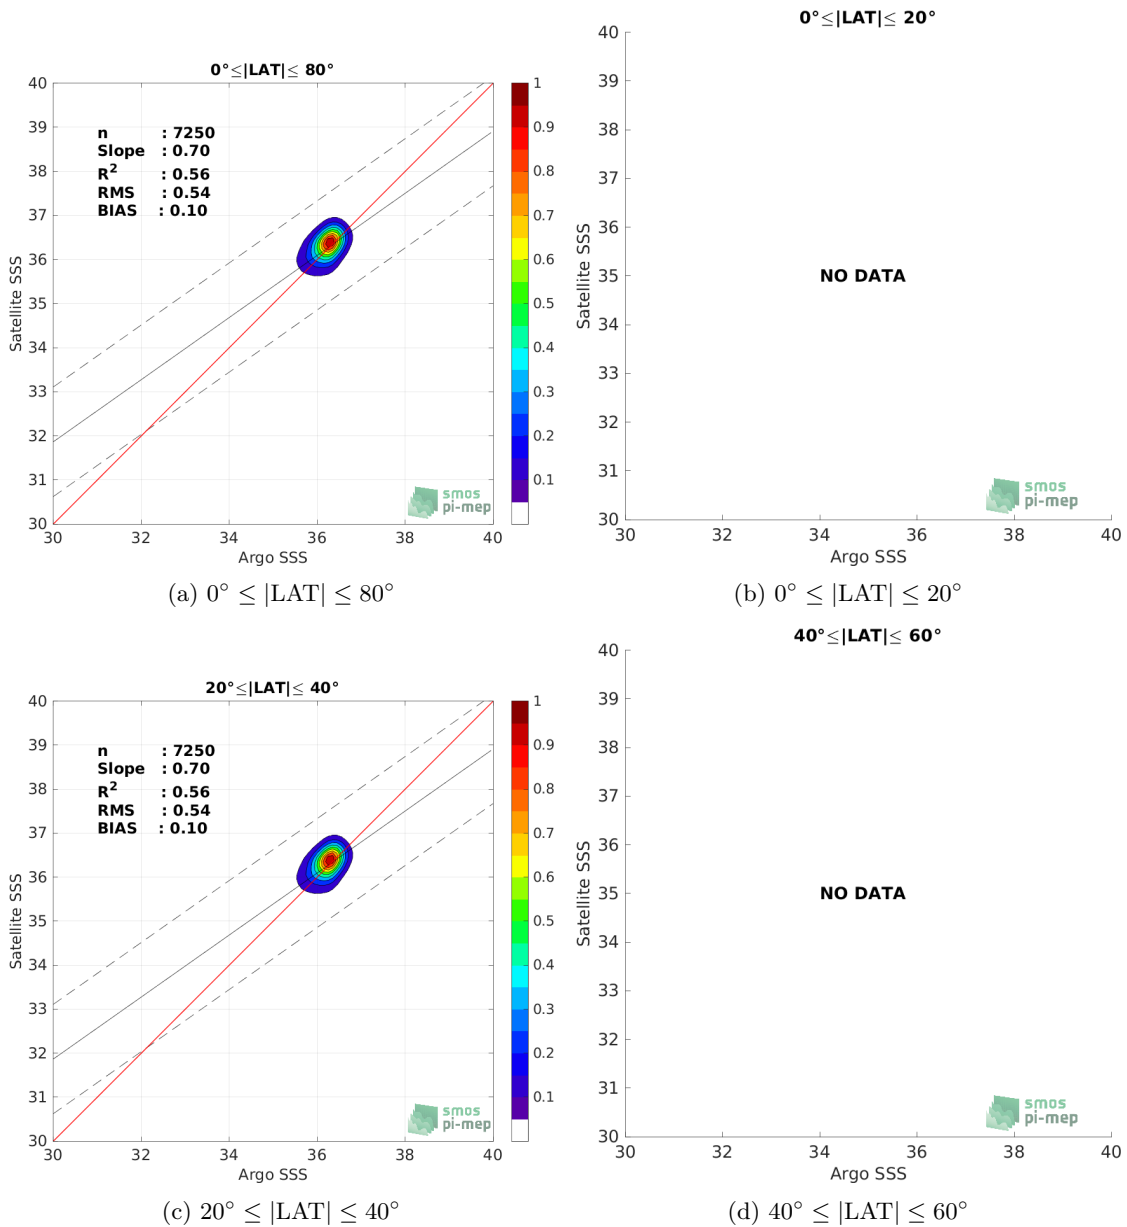 0°≤|LAT|≤ 80°
40
39
38
37
36
35
34
33
32
31
30
Satellite SSS
n : 7250
Slope : 0.70
R² : 0.56
RMS : 0.54
BIAS : 0.10
smos
pi-mep
30 32 34 36 38 40
Argo SSS
1
0.9
0.8
0.7
0.6
0.5
0.4
0.3
0.2
0.1
(a) 0° ≤ |LAT| ≤ 80°
0°≤|LAT|≤ 20°
40
39
38
37
36
35
34
33
32
31
30
Satellite SSS
NO DATA
smos
pi-mep
30 32 34 36 38 40
Argo SSS
(b) 0° ≤ |LAT| ≤ 20°
20°≤|LAT|≤ 40°
40
39
38
37
36
35
34
33
32
31
30
Satellite SSS
n : 7250
Slope : 0.70
R² : 0.56
RMS : 0.54
BIAS : 0.10
smos
pi-mep
30 32 34 36 38 40
Argo SSS
1
0.9
0.8
0.7
0.6
0.5
0.4
0.3
0.2
0.1
(c) 20° ≤ |LAT| ≤ 40°
40°≤|LAT|≤ 60°
40
39
38
37
36
35
34
33
32
31
30
Satellite SSS
NO DATA
smos
pi-mep
30 32 34 36 38 40
Argo SSS
(d) 40° ≤ |LAT| ≤ 60°